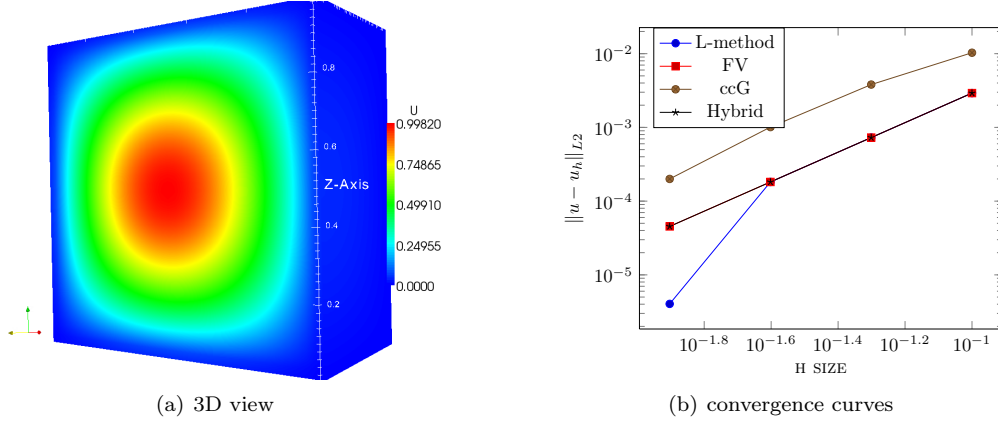 0.8
0.6
Z-Axis
0.4
0.2
U
0.99820
0.74865
0.49910
0.24955
0.0000
(a) 3D view
L-method
FV
ccG
Hybrid
10^{-2}
10^{-3}
10^{-4}
10^{-5}
‖u − u_h‖_{L2}
10^{-1.8} 10^{-1.6} 10^{-1.4} 10^{-1.2} 10^{-1}
H SIZE
(b) convergence curves